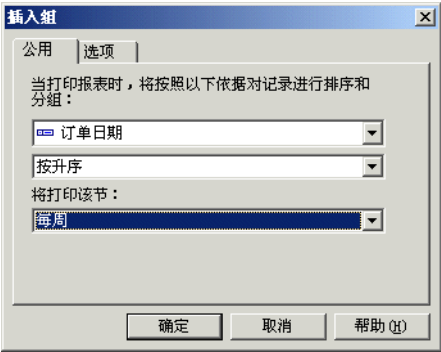 插入组
公用 选项
当打印报表时，将按照以下依据对记录进行排序和
分组：
订单日期
按升序
将打印该节：
每周
确定 取消 帮助(H)